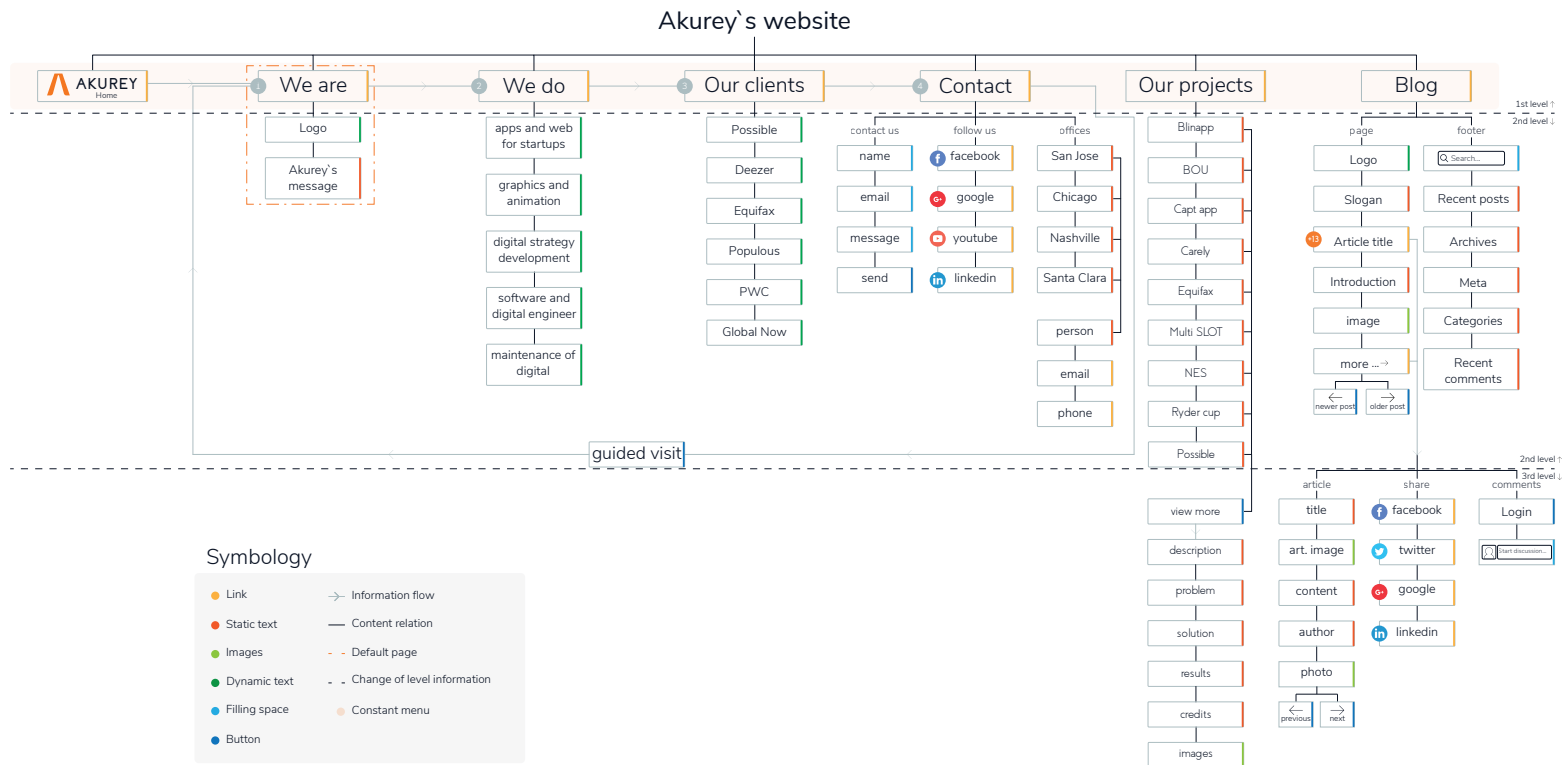 Akurey`s website
AKUREY
Home
1
We are
2
We do
3
Our clients
4
Contact
Our projects
Blog
1st level ↑
2nd level ↓
Logo
Akurey`s
message
apps and web
for startups
graphics and
animation
digital strategy
development
software and
digital engineer
maintenance of
digital
Possible
Deezer
Equifax
Populous
PWC
Global Now
contact us
name
email
message
send
follow us
facebook
google
youtube
linkedin
offices
San Jose
Chicago
Nashville
Santa Clara
person
email
phone
Blinapp
BOU
Capt app
Carely
Equifax
Multi SLOT
NES
Ryder cup
Possible
page
Logo
Slogan
+13
Article title
Introduction
image
more ...→
newer post
older post
footer
Search...
Recent posts
Archives
Meta
Categories
Recent
comments
guided visit
2nd level ↑
3rd level ↓
view more
description
problem
solution
results
credits
images
article
title
art. image
content
author
photo
previous
next
share
facebook
twitter
google
linkedin
comments
Login
Start discussion...
Symbology
Link
Static text
Images
Dynamic text
Filling space
Button
Information flow
Content relation
Default page
Change of level information
Constant menu